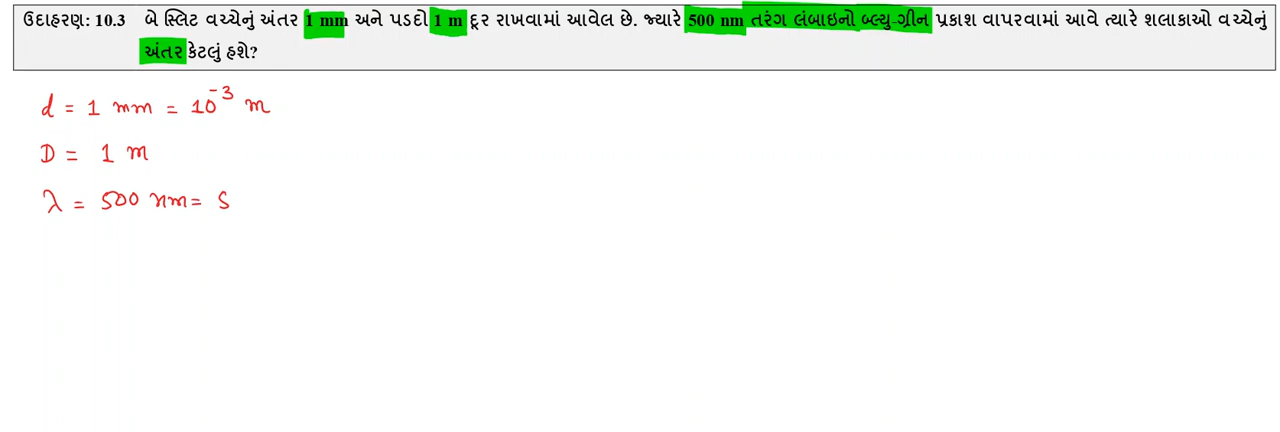 ઉદાહરણ: 10.3 બે સ્લિટ વચ્ચેનું અંતર 1 mm અને પડદો 1 m દૂર રાખવામાં આવેલ છે. જ્યારે 500 nm તરંગ લંબાઇનો બ્લ્યુ-ગ્રીન પ્રકાશ વાપરવામાં આવે ત્યારે શલાકાઓ વચ્ચેનું
અંતર કેટલું હશે?
d = 1 mm = 10⁻³ m
D = 1 m
λ = 500 nm = 5